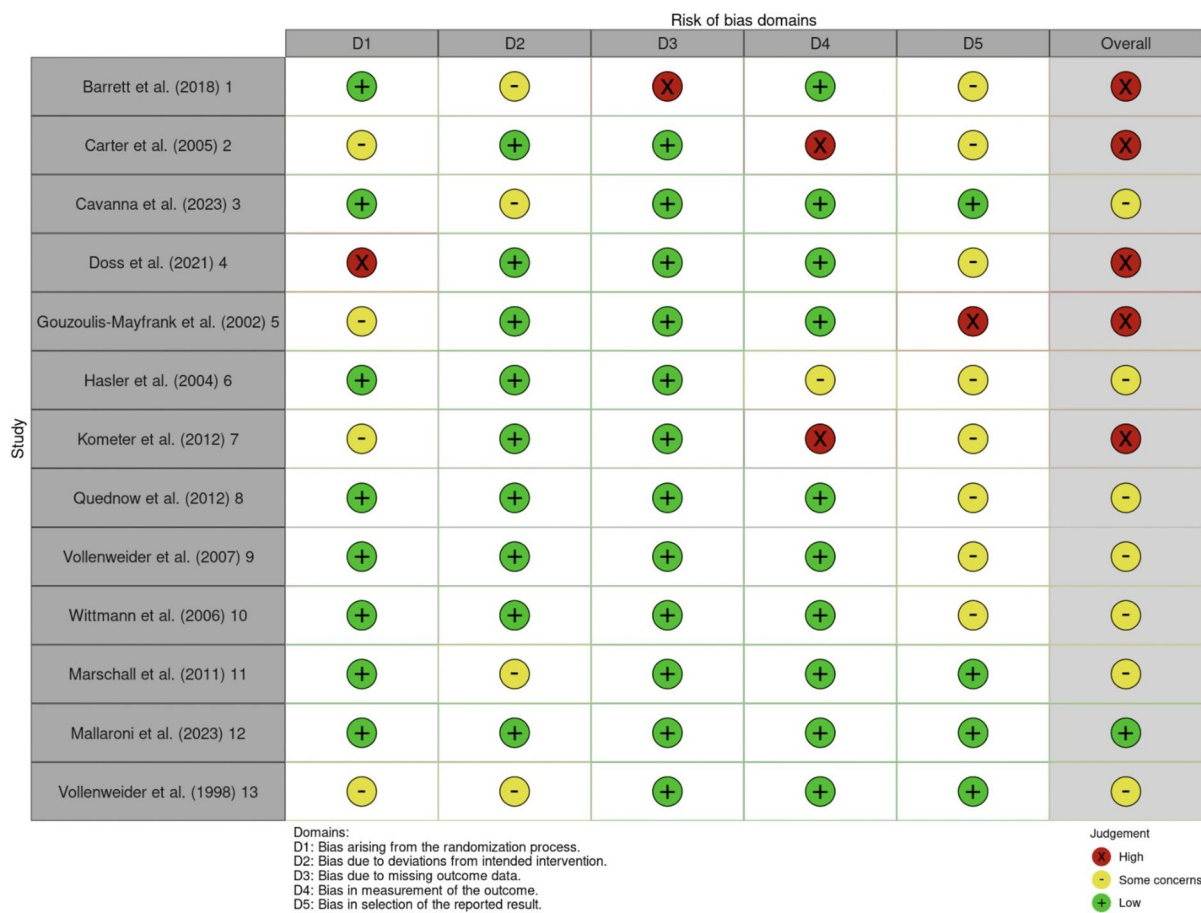 Risk of bias domains
D1 D2 D3 D4 D5 Overall
Barrett et al. (2018) 1 + - X + - X
Carter et al. (2005) 2 - + + X - X
Cavanna et al. (2023) 3 + - + + + -
Doss et al. (2021) 4 X + + + - X
Gouzoulis-Mayfrank et al. (2002) 5 - + + + X X
Hasler et al. (2004) 6 + + + - - -
Kometer et al. (2012) 7 - + + X - X
Quednow et al. (2012) 8 + + + + - -
Vollenweider et al. (2007) 9 + + + + - -
Wittmann et al. (2006) 10 + + + + - -
Marschall et al. (2011) 11 + - + + + -
Mallaroni et al. (2023) 12 + + + + + +
Vollenweider et al. (1998) 13 - - + + + -
Study
Domains:
D1: Bias arising from the randomization process.
D2: Bias due to deviations from intended intervention.
D3: Bias due to missing outcome data.
D4: Bias in measurement of the outcome.
D5: Bias in selection of the reported result.
Judgement
X High
- Some concerns
+ Low